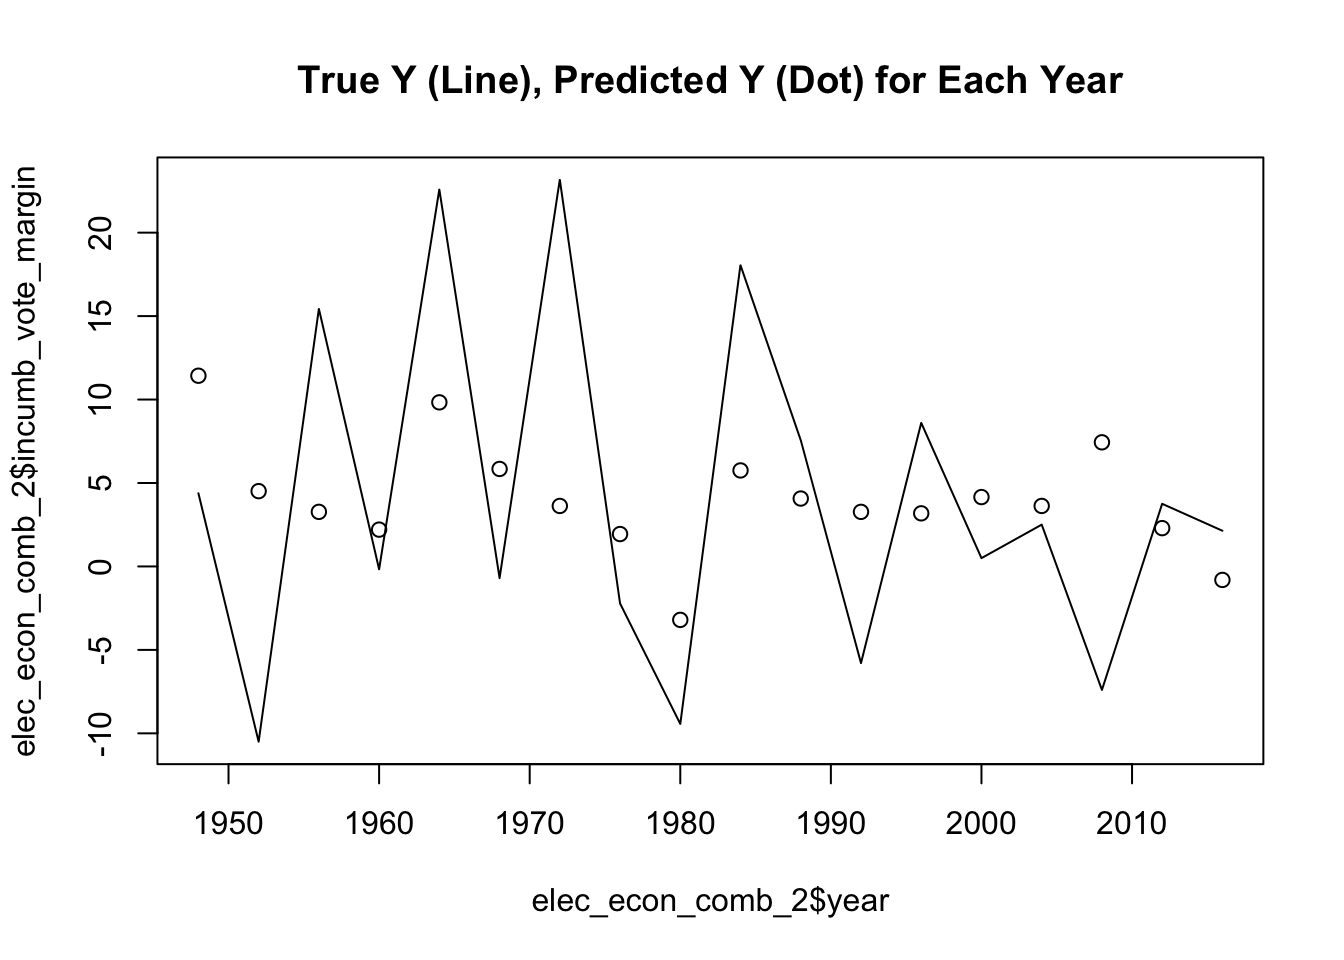 True Y (Line), Predicted Y (Dot) for Each Year
elec_econ_comb_2$incumb_vote_margin
20
15
10
5
0
-5
-10
1950 1960 1970 1980 1990 2000 2010
elec_econ_comb_2$year